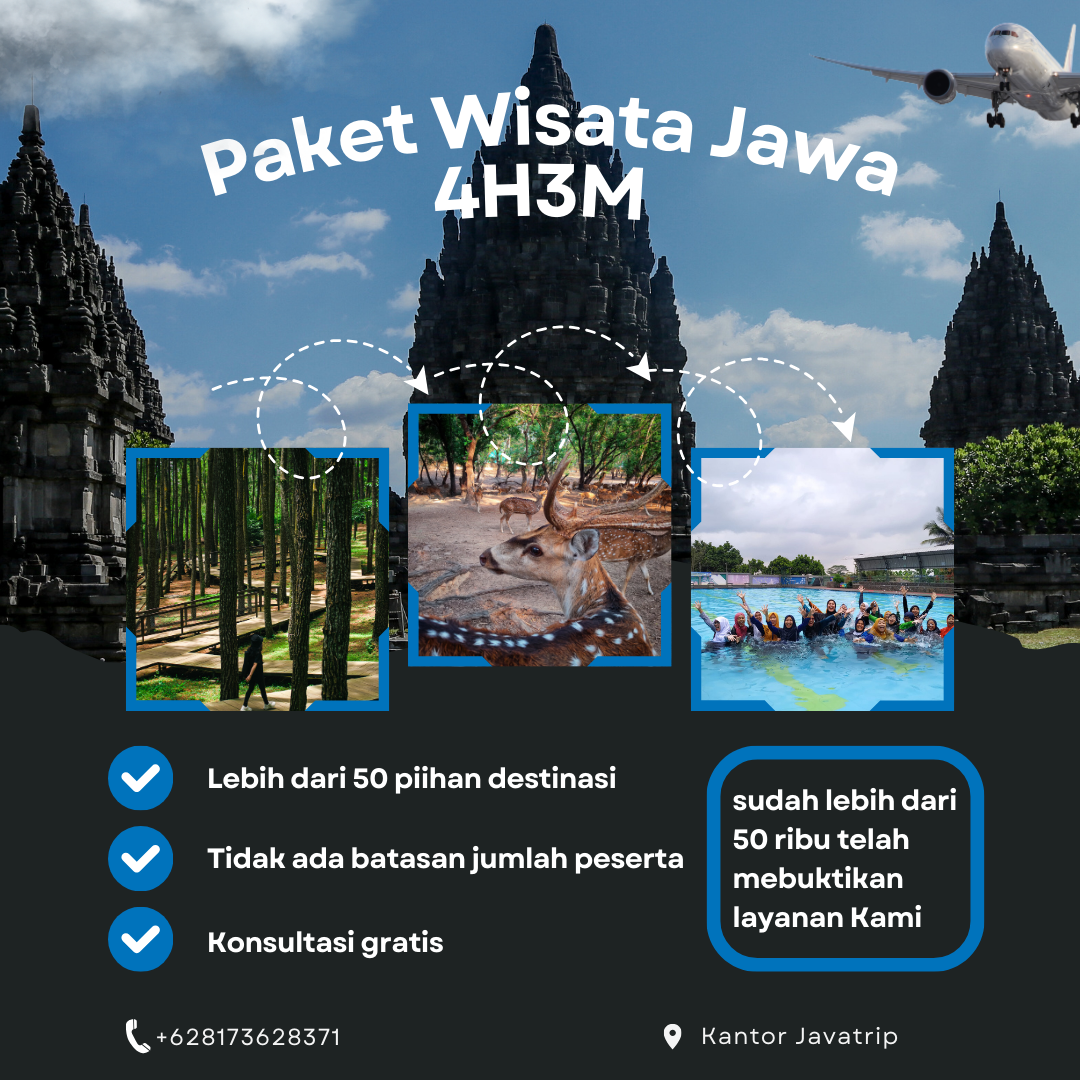 Paket Wisata Jawa
4H3M
Lebih dari 50 piihan destinasi
Tidak ada batasan jumlah peserta
Konsultasi gratis
sudah lebih dari
50 ribu telah
mebuktikan
layanan Kami
+628173628371
Kantor Javatrip